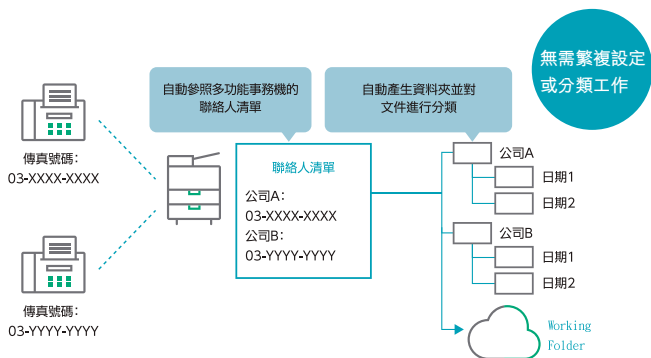 無需繁複設定
或分類工作
自動參照多功能事務機的
聯絡人清單
自動產生資料夾並對
文件進行分類
傳真號碼：
03-XXXX-XXXX
傳真號碼：
03-YYYY-YYYY
聯絡人清單
公司A：
03-XXXX-XXXX
公司B：
03-YYYY-YYYY
公司A
日期1
日期2
公司B
日期1
日期2
Working
Folder